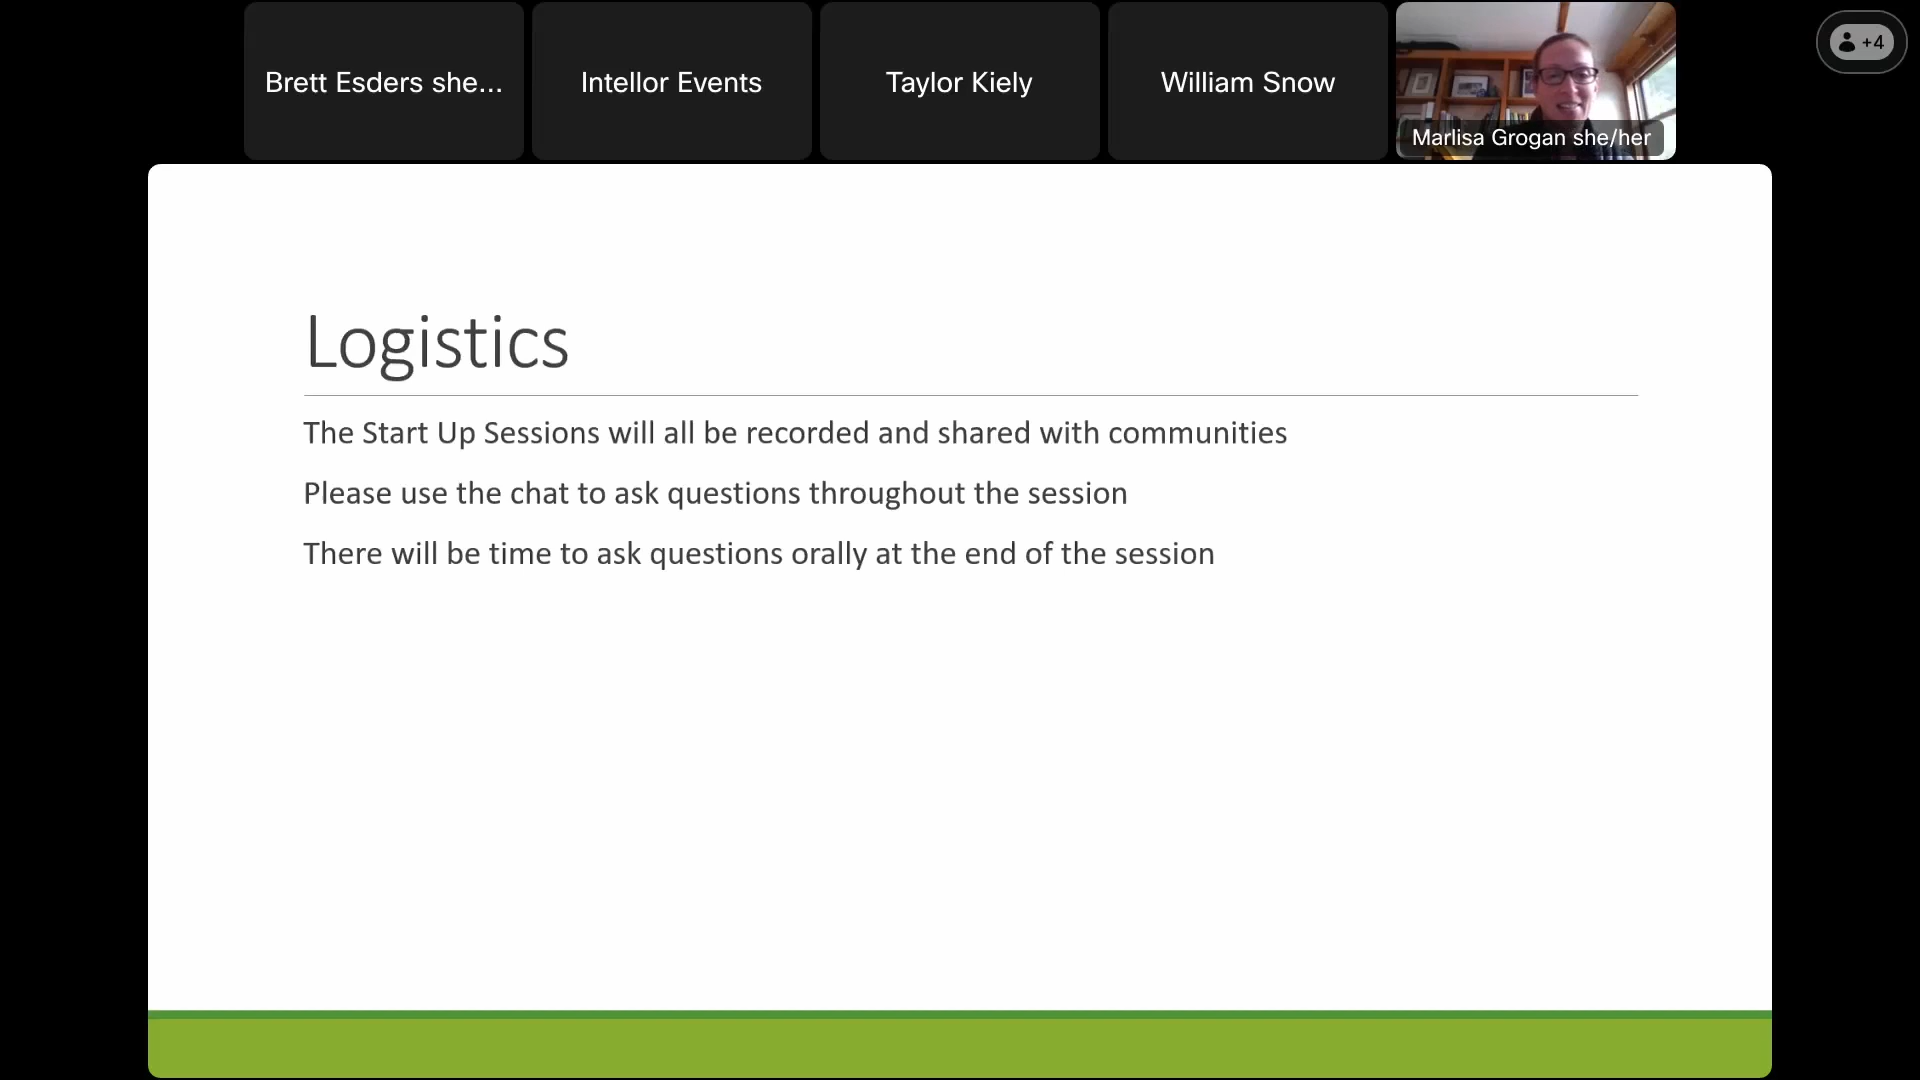 Brett Esders she...
Intellor Events
Taylor Kiely
William Snow
Marlisa Grogan she/her
+4
Logistics
The Start Up Sessions will all be recorded and shared with communities
Please use the chat to ask questions throughout the session
There will be time to ask questions orally at the end of the session